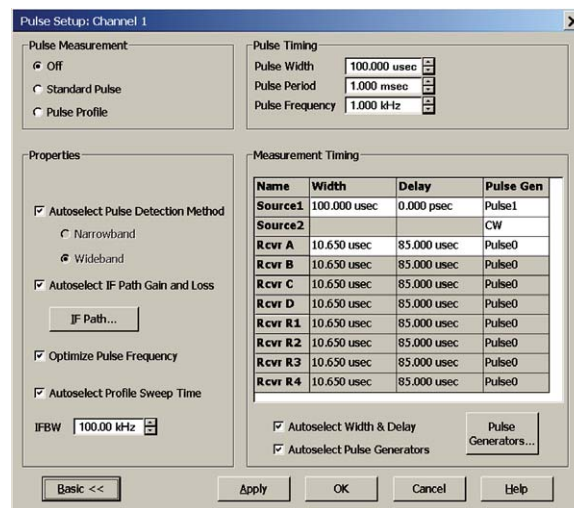 Pulse Setup: Channel 1
Pulse Measurement
Off
Standard Pulse
Pulse Profile
Pulse Timing
Pulse Width 100.000 usec
Pulse Period 1.000 msec
Pulse Frequency 1.000 kHz
Properties
Autoselect Pulse Detection Method
Narrowband
Wideband
Autoselect IF Path Gain and Loss
IF Path...
Optimize Pulse Frequency
Autoselect Profile Sweep Time
IFBW 100.00 kHz
Measurement Timing
Name Width Delay Pulse Gen
Source1 100.000 usec 0.000 psec Pulse1
Source2 CW
Rcvr A 10.650 usec 85.000 usec Pulse0
Rcvr B 10.650 usec 85.000 usec Pulse0
Rcvr C 10.650 usec 85.000 usec Pulse0
Rcvr D 10.650 usec 85.000 usec Pulse0
Rcvr R1 10.650 usec 85.000 usec Pulse0
Rcvr R2 10.650 usec 85.000 usec Pulse0
Rcvr R3 10.650 usec 85.000 usec Pulse0
Rcvr R4 10.650 usec 85.000 usec Pulse0
Autoselect Width & Delay
Autoselect Pulse Generators
Pulse
Generators...
Basic << Apply OK Cancel Help